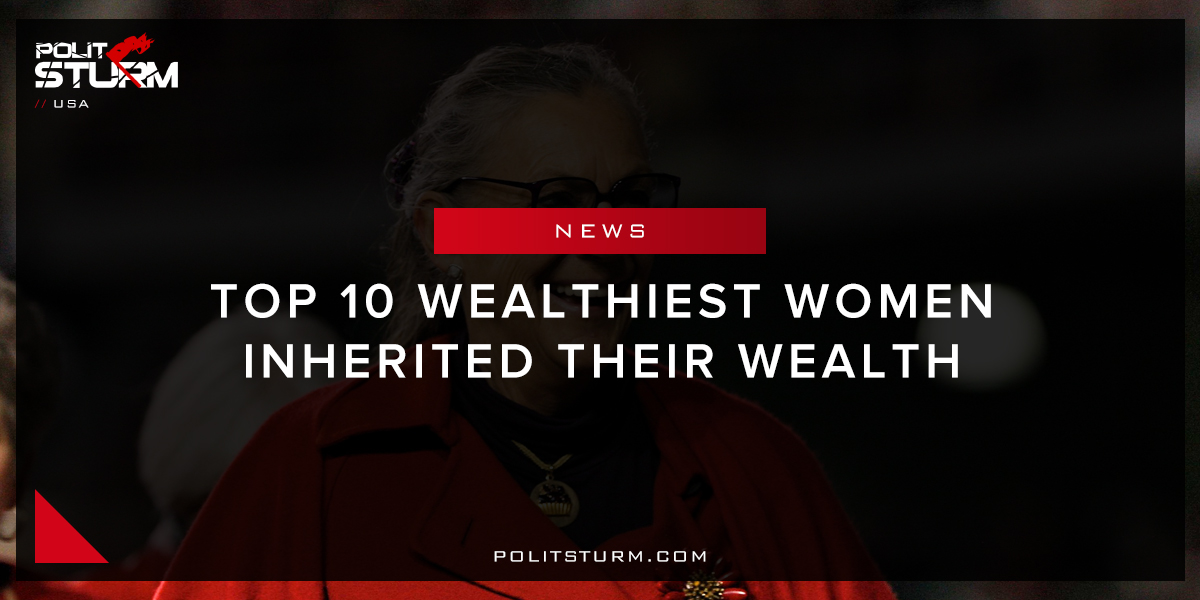 POLIT
STURM
// USA
NEWS
TOP 10 WEALTHIEST WOMEN
INHERITED THEIR WEALTH
POLITSTURM.COM